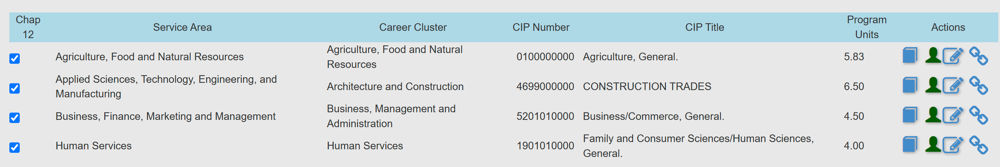 Chap
12
Service Area
Career Cluster
CIP Number
CIP Title
Program
Units
Actions
Agriculture, Food and Natural Resources
Agriculture, Food and Natural
Resources
0100000000
Agriculture, General.
5.83
Applied Sciences, Technology, Engineering, and
Manufacturing
Architecture and Construction
4699000000
CONSTRUCTION TRADES
6.50
Business, Finance, Marketing and Management
Business, Management and
Administration
5201010000
Business/Commerce, General.
4.50
Human Services
Human Services
1901010000
Family and Consumer Sciences/Human Sciences,
General.
4.00